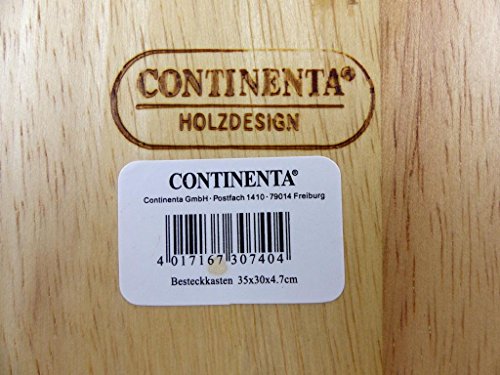 CONTINENTA®
HOLZDESIGN
CONTINENTA®
Continenta GmbH · Postfach 1410 · 79014 Freiburg
4 017167 307404
Besteckkasten 35x30x4.7cm